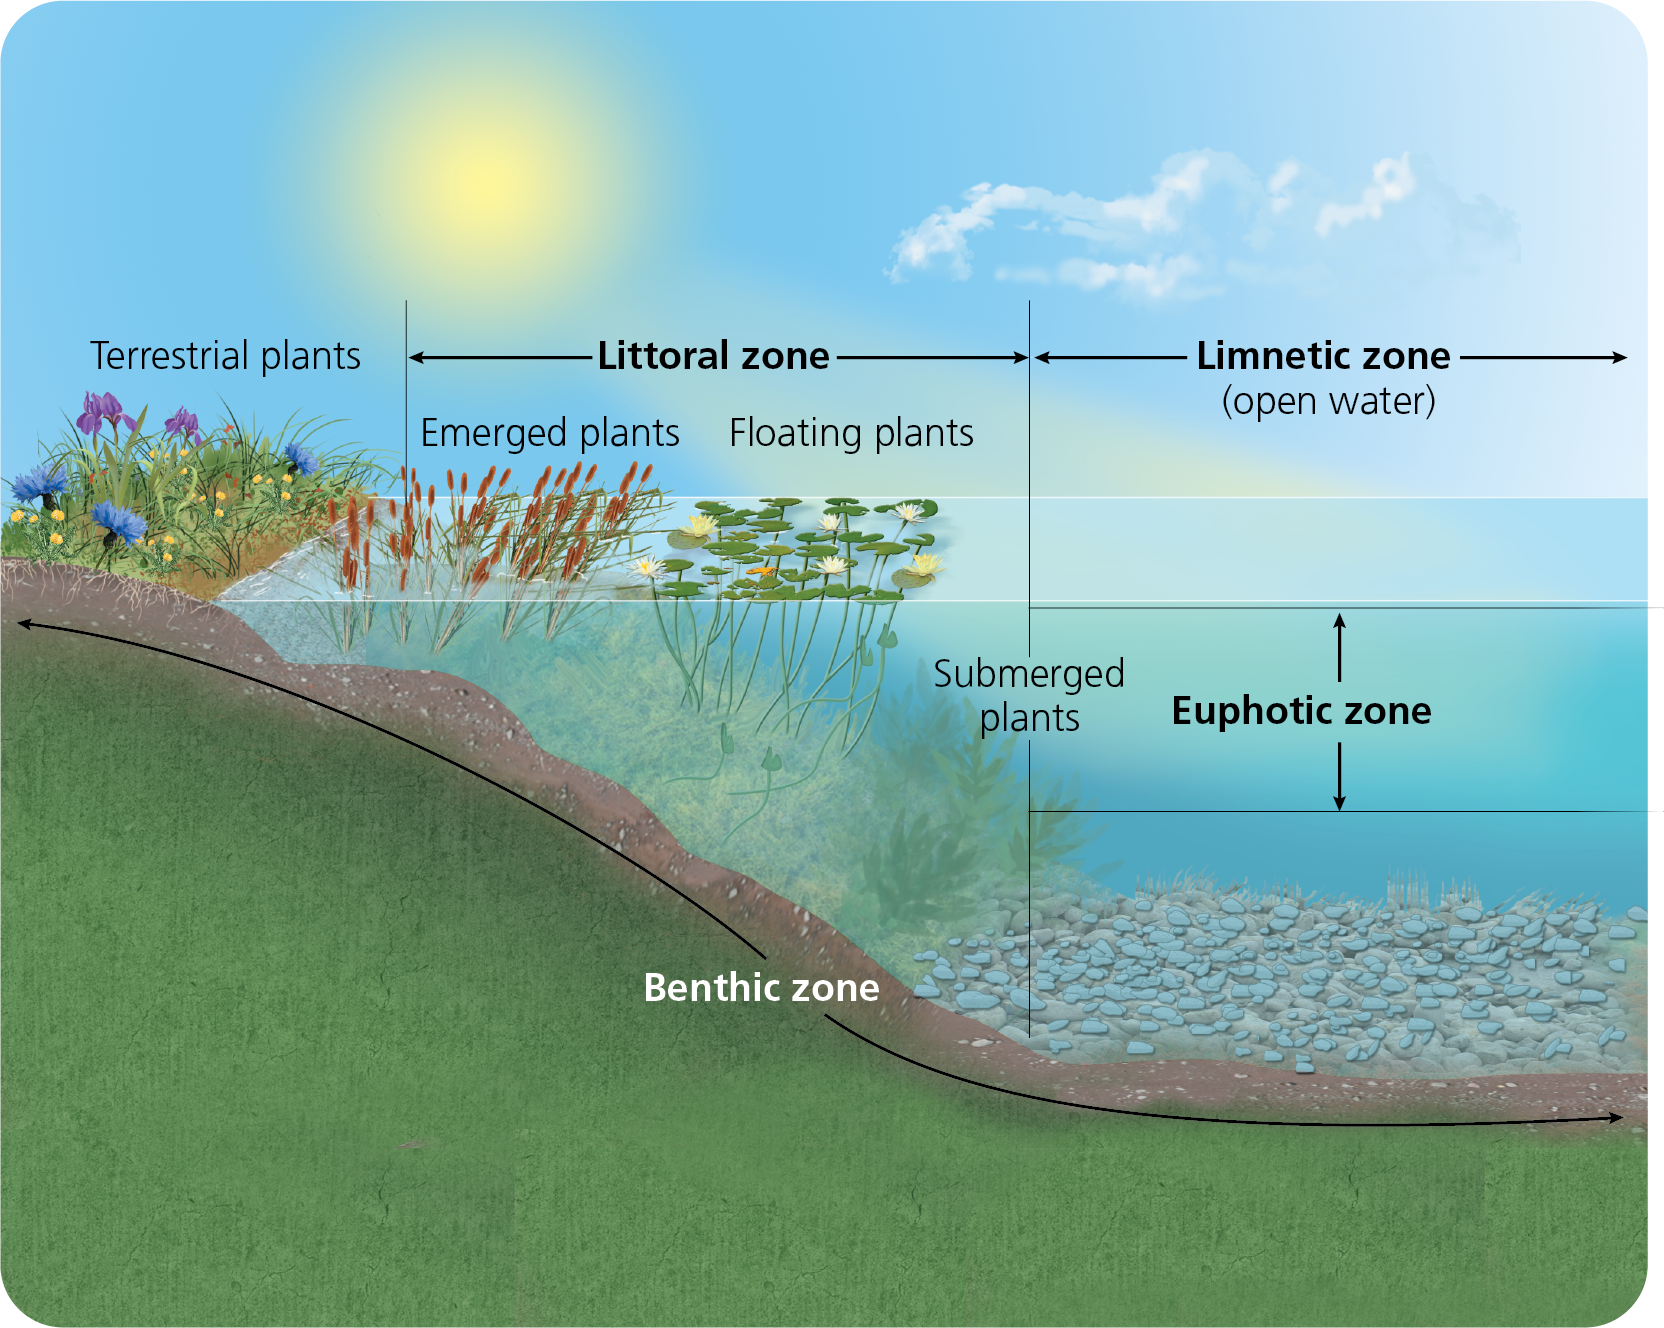 Terrestrial plants
Littoral zone
Limnetic zone
(open water)
Emerged plants
Floating plants
Submerged
plants
Euphotic zone
Benthic zone